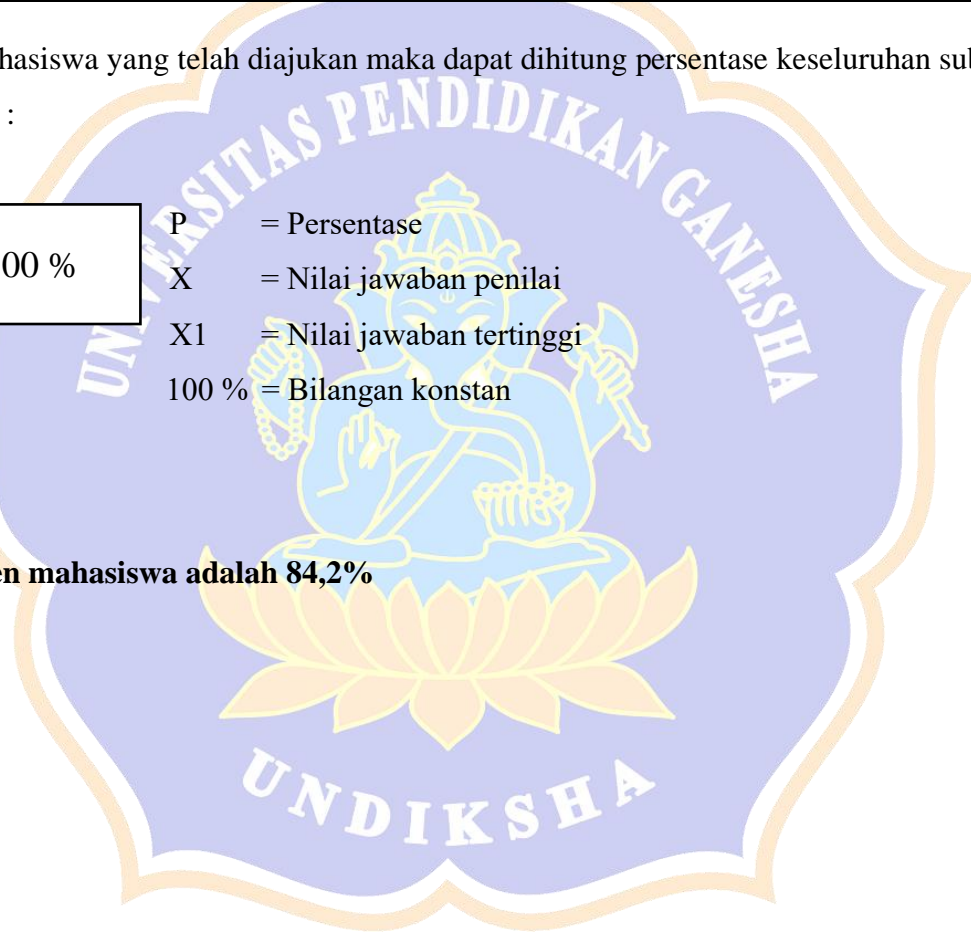 hasiswa yang telah diajukan maka dapat dihitung persentase keseluruhan sub
:
UNIVERSITAS PENDIDIKAN GANESHA
00 %
P = Persentase
X = Nilai jawaban penilai
X1 = Nilai jawaban tertinggi
100 % = Bilangan konstan
en mahasiswa adalah 84,2%
UNDIKSHA